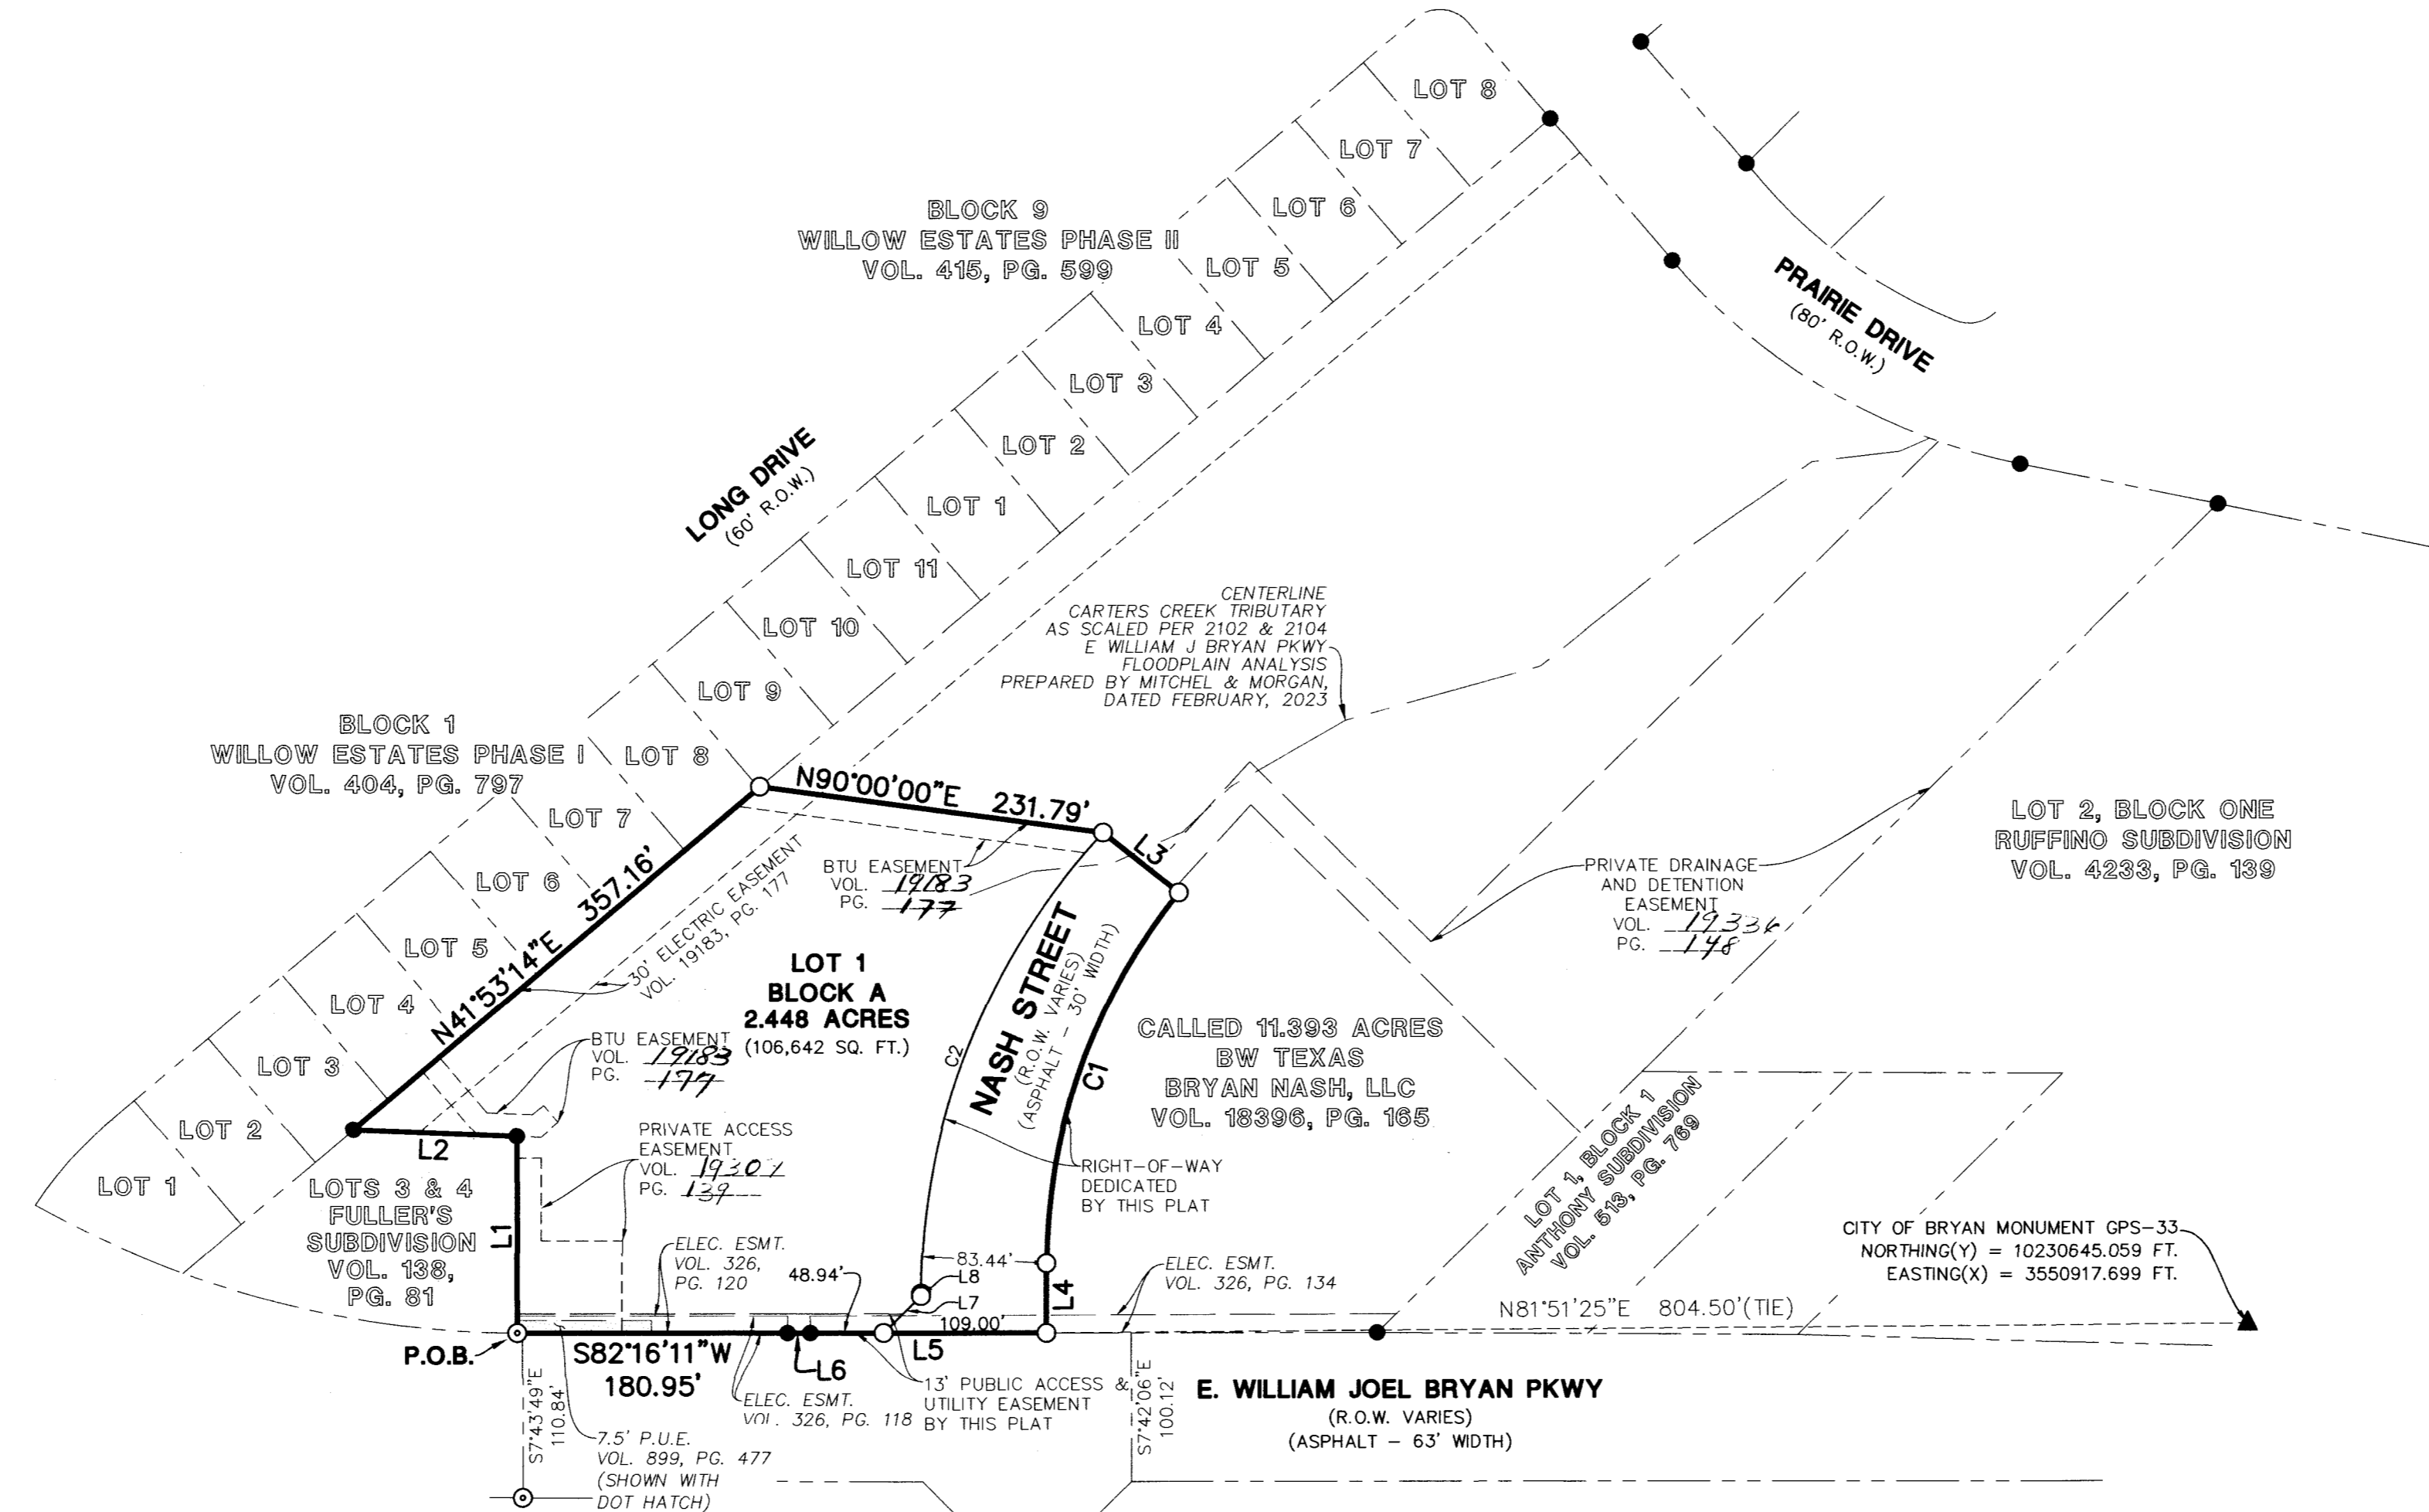 LOT 8
LOT 7
LOT 6
LOT 5
LOT 4
LOT 3
LOT 2
LOT 1
LOT 11
LOT 10
LOT 9
LOT 8
LOT 7
LOT 6
LOT 5
LOT 4
LOT 3
LOT 2
LOT 1
BLOCK 9
WILLOW ESTATES PHASE II
VOL. 415, PG. 599
PRAIRIE DRIVE
(80' R.O.W.)
LONG DRIVE
(60' R.O.W.)
CENTERLINE
CARTERS CREEK TRIBUTARY
AS SCALED PER 2102 & 2104
E WILLIAM J BRYAN PKWY
FLOODPLAIN ANALYSIS
PREPARED BY MITCHEL & MORGAN,
DATED FEBRUARY, 2023
BLOCK 1
WILLOW ESTATES PHASE I
VOL. 404, PG. 797
N90°00'00"E 231.79'
L3
N41°53'14"E 357.16'
30' ELECTRIC EASEMENT
VOL. 19183, PG. 177
BTU EASEMENT
VOL. 19183
PG. 177
LOT 2, BLOCK ONE
RUFFINO SUBDIVISION
VOL. 4233, PG. 139
PRIVATE DRAINAGE
AND DETENTION
EASEMENT
VOL. 19336
PG. 148
LOT 1
BLOCK A
2.448 ACRES
(106,642 SQ. FT.)
BTU EASEMENT
VOL. 19183
PG. 177
NASH STREET
(R.O.W. VARIES)
(ASPHALT - 30' WIDTH)
C2
C1
CALLED 11.393 ACRES
BW TEXAS
BRYAN NASH, LLC
VOL. 18396, PG. 165
L2
L1
PRIVATE ACCESS
EASEMENT
VOL.
PG. 139
RIGHT-OF-WAY
DEDICATED
BY THIS PLAT
LOTS 3 & 4
FULLER'S
SUBDIVISION
VOL. 138,
PG. 81
LOT 1, BLOCK 1
ANTHONY SUBDIVISION
VOL. 513, PG. 769
CITY OF BRYAN MONUMENT GPS-33
NORTHING(Y) = 10230645.059 FT.
EASTING(X) = 3550917.699 FT.
ELEC. ESMT.
VOL. 326,
PG. 120
48.94'
83.44'
L8
L7
109.00'
L4
ELEC. ESMT.
VOL. 326, PG. 134
N81°51'25"E 804.50'(TIE)
P.O.B.
S82°16'11"W
180.95'
L6
L5
ELEC. ESMT.
VOL. 326, PG. 118
13' PUBLIC ACCESS &
UTILITY EASEMENT
BY THIS PLAT
S7°43'49"E
110.84'
S7°42'06"E
100.12'
E. WILLIAM JOEL BRYAN PKWY
(R.O.W. VARIES)
(ASPHALT - 63' WIDTH)
7.5' P.U.E.
VOL. 899, PG. 477
(SHOWN WITH
DOT HATCH)